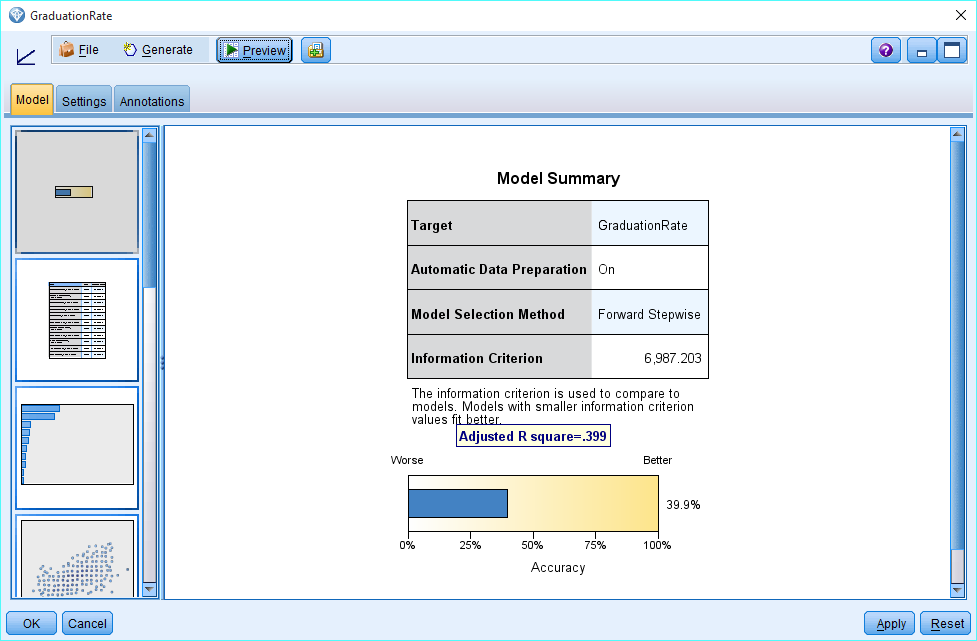 GraduationRate
File Generate Preview
Model Settings Annotations
Model Summary
Target GraduationRate
Automatic Data Preparation On
Model Selection Method Forward Stepwise
Information Criterion 6,987.203
The information criterion is used to compare to
models. Models with smaller information criterion
values fit better.
Adjusted R square=.399
Worse Better
39.9%
0% 25% 50% 75% 100%
Accuracy
OK Cancel Apply Reset